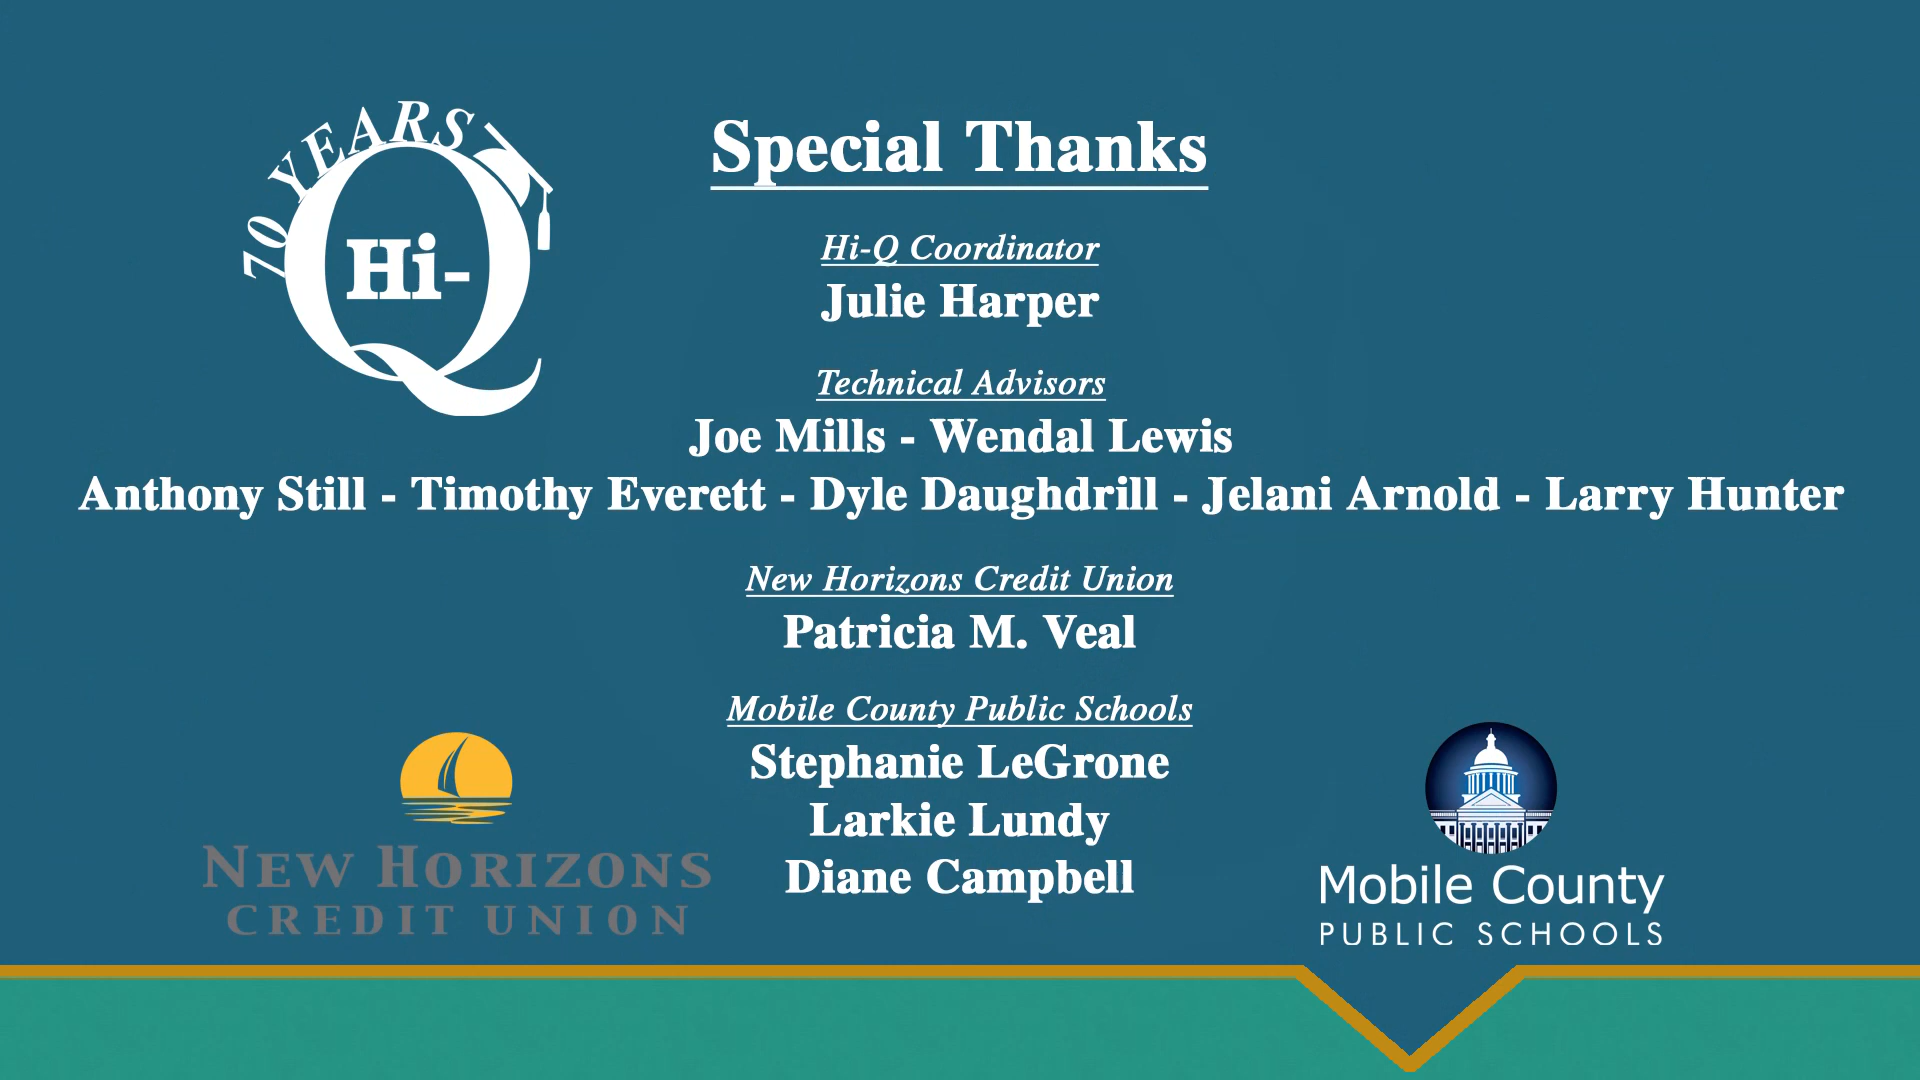 70 YEARS
Hi-Q
Special Thanks
Hi-Q Coordinator
Julie Harper
Technical Advisors
Joe Mills - Wendal Lewis
Anthony Still - Timothy Everett - Dyle Daughdrill - Jelani Arnold - Larry Hunter
New Horizons Credit Union
Patricia M. Veal
Mobile County Public Schools
Stephanie LeGrone
Larkie Lundy
Diane Campbell
NEW HORIZONS
CREDIT UNION
Mobile County
PUBLIC SCHOOLS